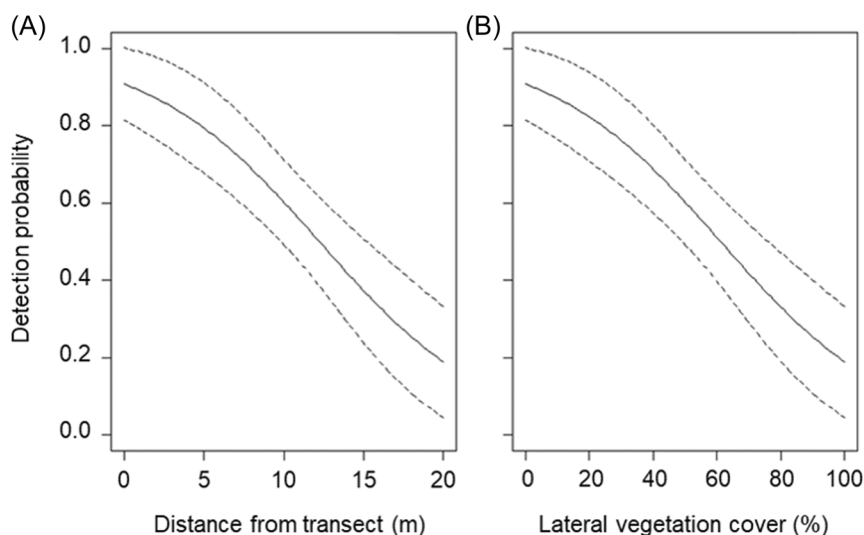 (A)
(B)
Detection probability
1.0
0.8
0.6
0.4
0.2
0.0
0 5 10 15 20
0 20 40 60 80 100
Distance from transect (m)
Lateral vegetation cover (%)